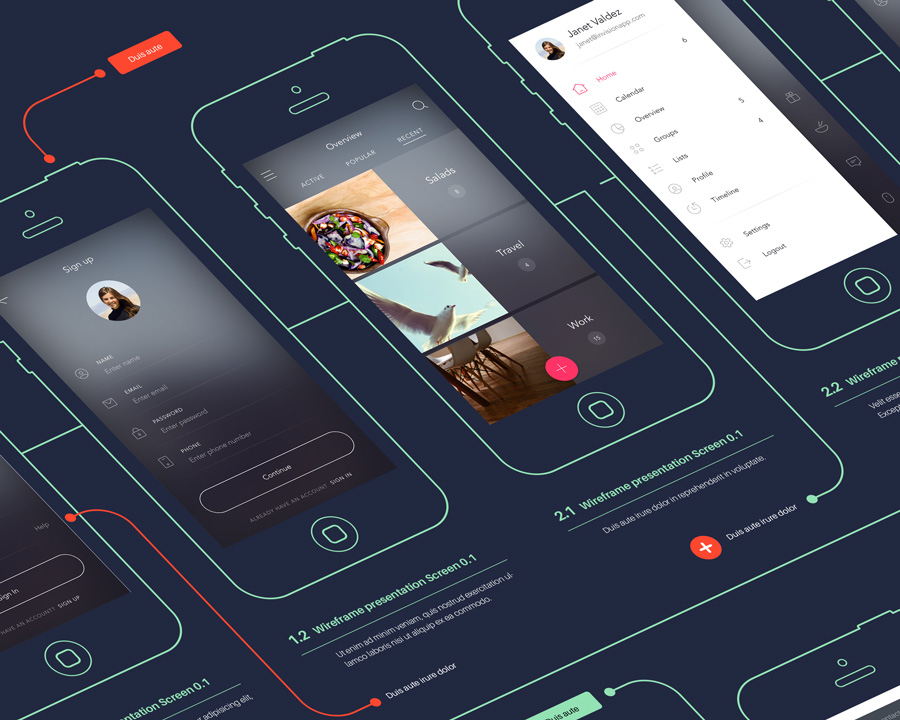 Duis aute
Sign up
NAME
Enter name
EMAIL
Enter email
PASSWORD
Enter password
PHONE
Enter phone number
Continue
ALREADY HAVE AN ACCOUNT SIGN IN
Help
Sign In
HAVE AN ACCOUNT? SIGN UP
Overview
ACTIVE
POPULAR
RECENT
Salads
6
Travel
4
Work
15
Janet Valdez
janet@invisionapp.com
Home
6
Calendar
Overview
Groups
5
Lists
4
Profile
Timeline
Settings
Logout
1.2 Wireframe presentation Screen 0.1
Ut enim ad minim veniam, quis nostrud exercitation ul-
lamco laboris nisi ut aliquip ex ea commodo.
Duis aute irure dolor
2.1 Wireframe presentation Screen 0.1
Duis aute irure dolor in reprehenderit in voluptate.
Duis aute irure dolor
2.2 Wireframe
Velit esse
Except
Screen 0.1
adipisicing elit,
Duis aute